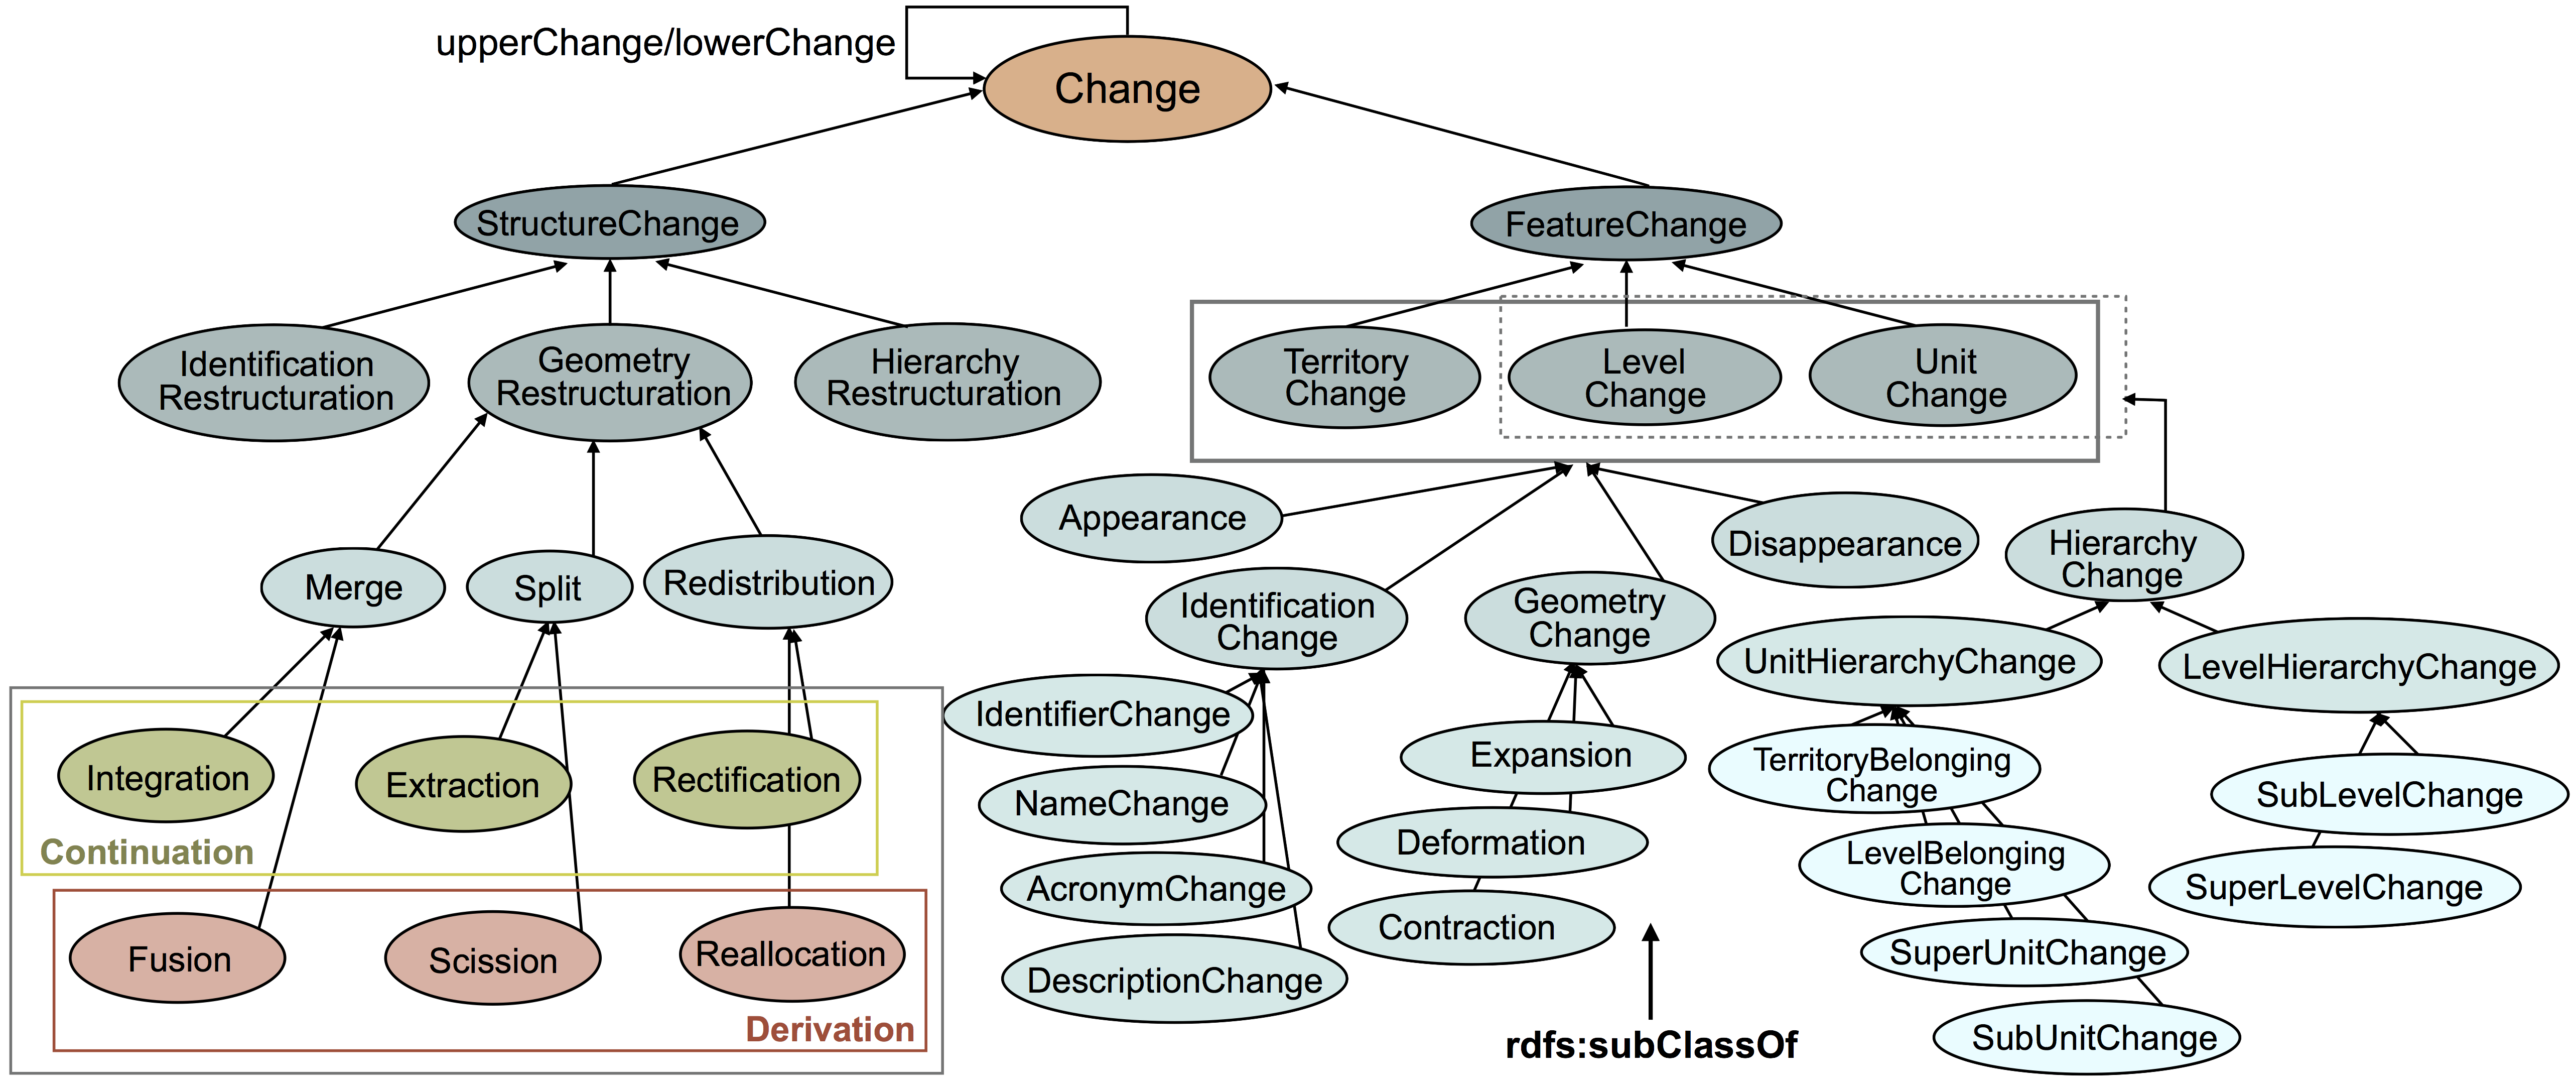 upperChange/lowerChange
Change
StructureChange
FeatureChange
Identification
Restructuration
Geometry
Restructuration
Hierarchy
Restructuration
Territory
Change
Level
Change
Unit
Change
Appearance
Disappearance
Hierarchy
Change
Merge
Split
Redistribution
Identification
Change
Geometry
Change
UnitHierarchyChange
LevelHierarchyChange
IdentifierChange
NameChange
AcronymChange
DescriptionChange
Expansion
Deformation
Contraction
TerritoryBelonging
Change
LevelBelonging
Change
SuperUnitChange
SubUnitChange
SubLevelChange
SuperLevelChange
Integration
Extraction
Rectification
Continuation
Fusion
Scission
Reallocation
Derivation
rdfs:subClassOf